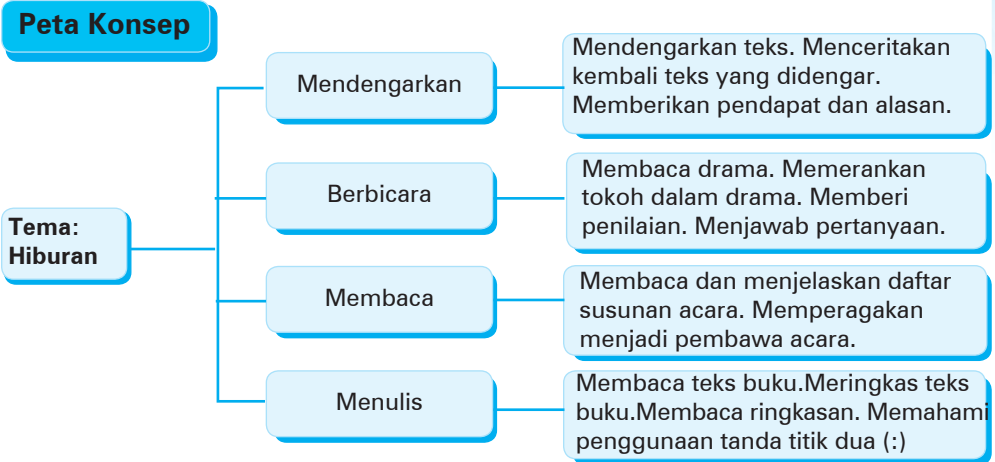 Peta Konsep
Tema:
Hiburan
Mendengarkan
Mendengarkan teks. Menceritakan
kembali teks yang didengar.
Memberikan pendapat dan alasan.
Berbicara
Membaca drama. Memerankan
tokoh dalam drama. Memberi
penilaian. Menjawab pertanyaan.
Membaca
Membaca dan menjelaskan daftar
susunan acara. Memperagakan
menjadi pembawa acara.
Menulis
Membaca teks buku.Meringkas teks
buku.Membaca ringkasan. Memahami
penggunaan tanda titik dua (:)